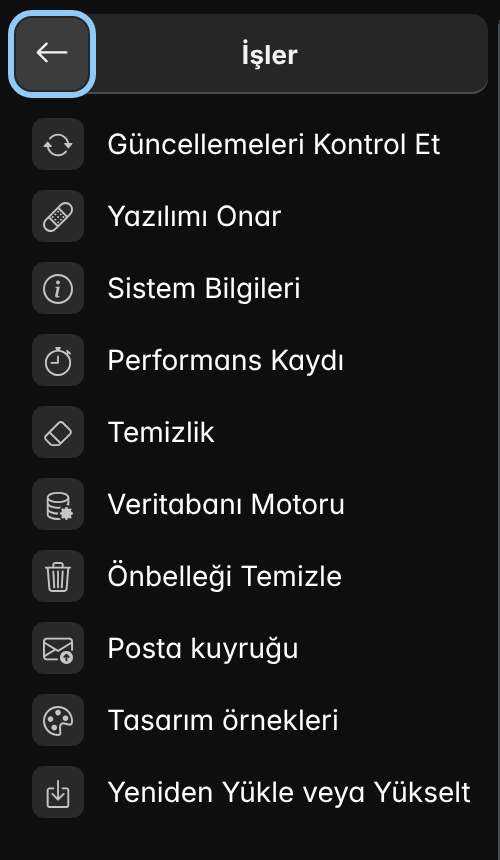 İşler
Güncellemeleri Kontrol Et
Yazılımı Onar
Sistem Bilgileri
Performans Kaydı
Temizlik
Veritabanı Motoru
Önbelleği Temizle
Posta kuyruğu
Tasarım örnekleri
Yeniden Yükle veya Yükselt